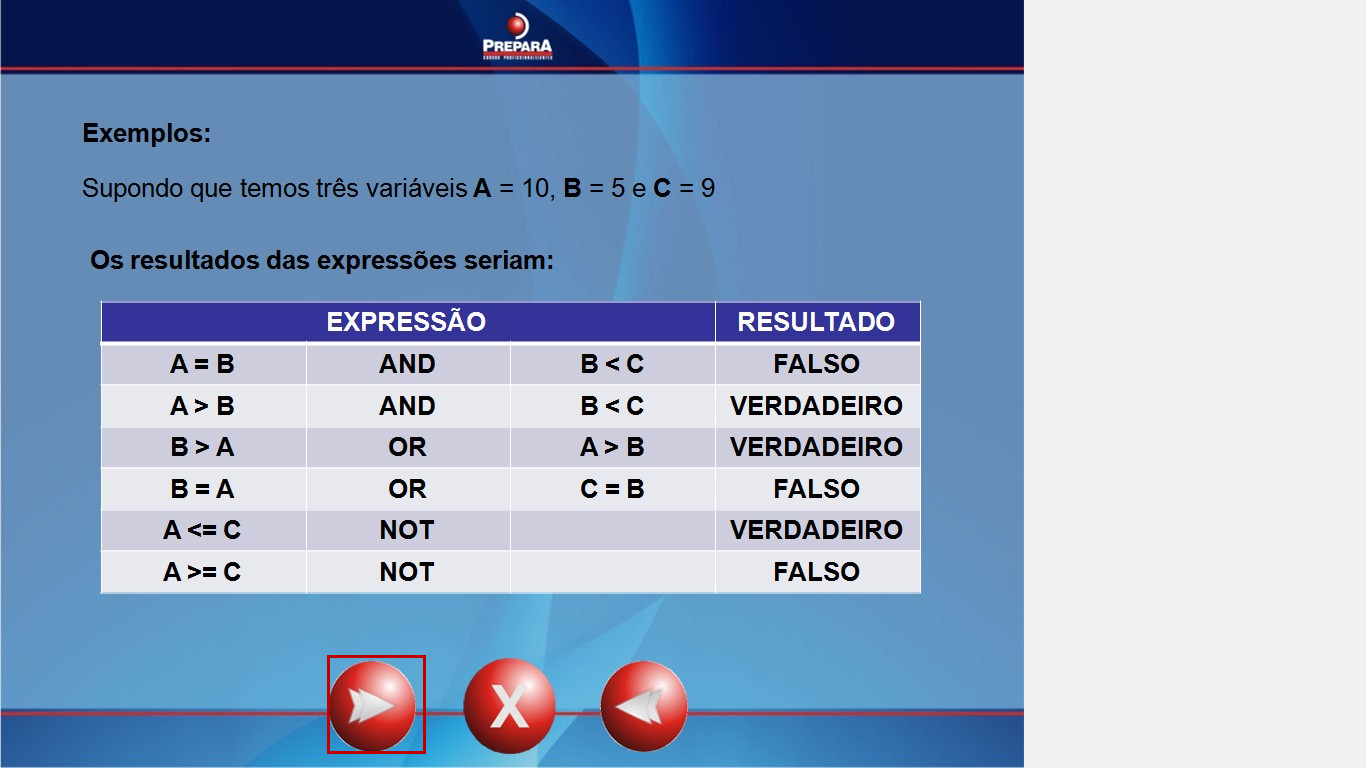 PREPARA
CURSOS PROFISSIONALIZANTES
Exemplos:
Supondo que temos três variáveis A = 10, B = 5 e C = 9
Os resultados das expressões seriam:
EXPRESSÃO RESULTADO
A = B AND B < C FALSO
A > B AND B < C VERDADEIRO
B > A OR A > B VERDADEIRO
B = A OR C = B FALSO
A <= C NOT VERDADEIRO
A >= C NOT FALSO
X